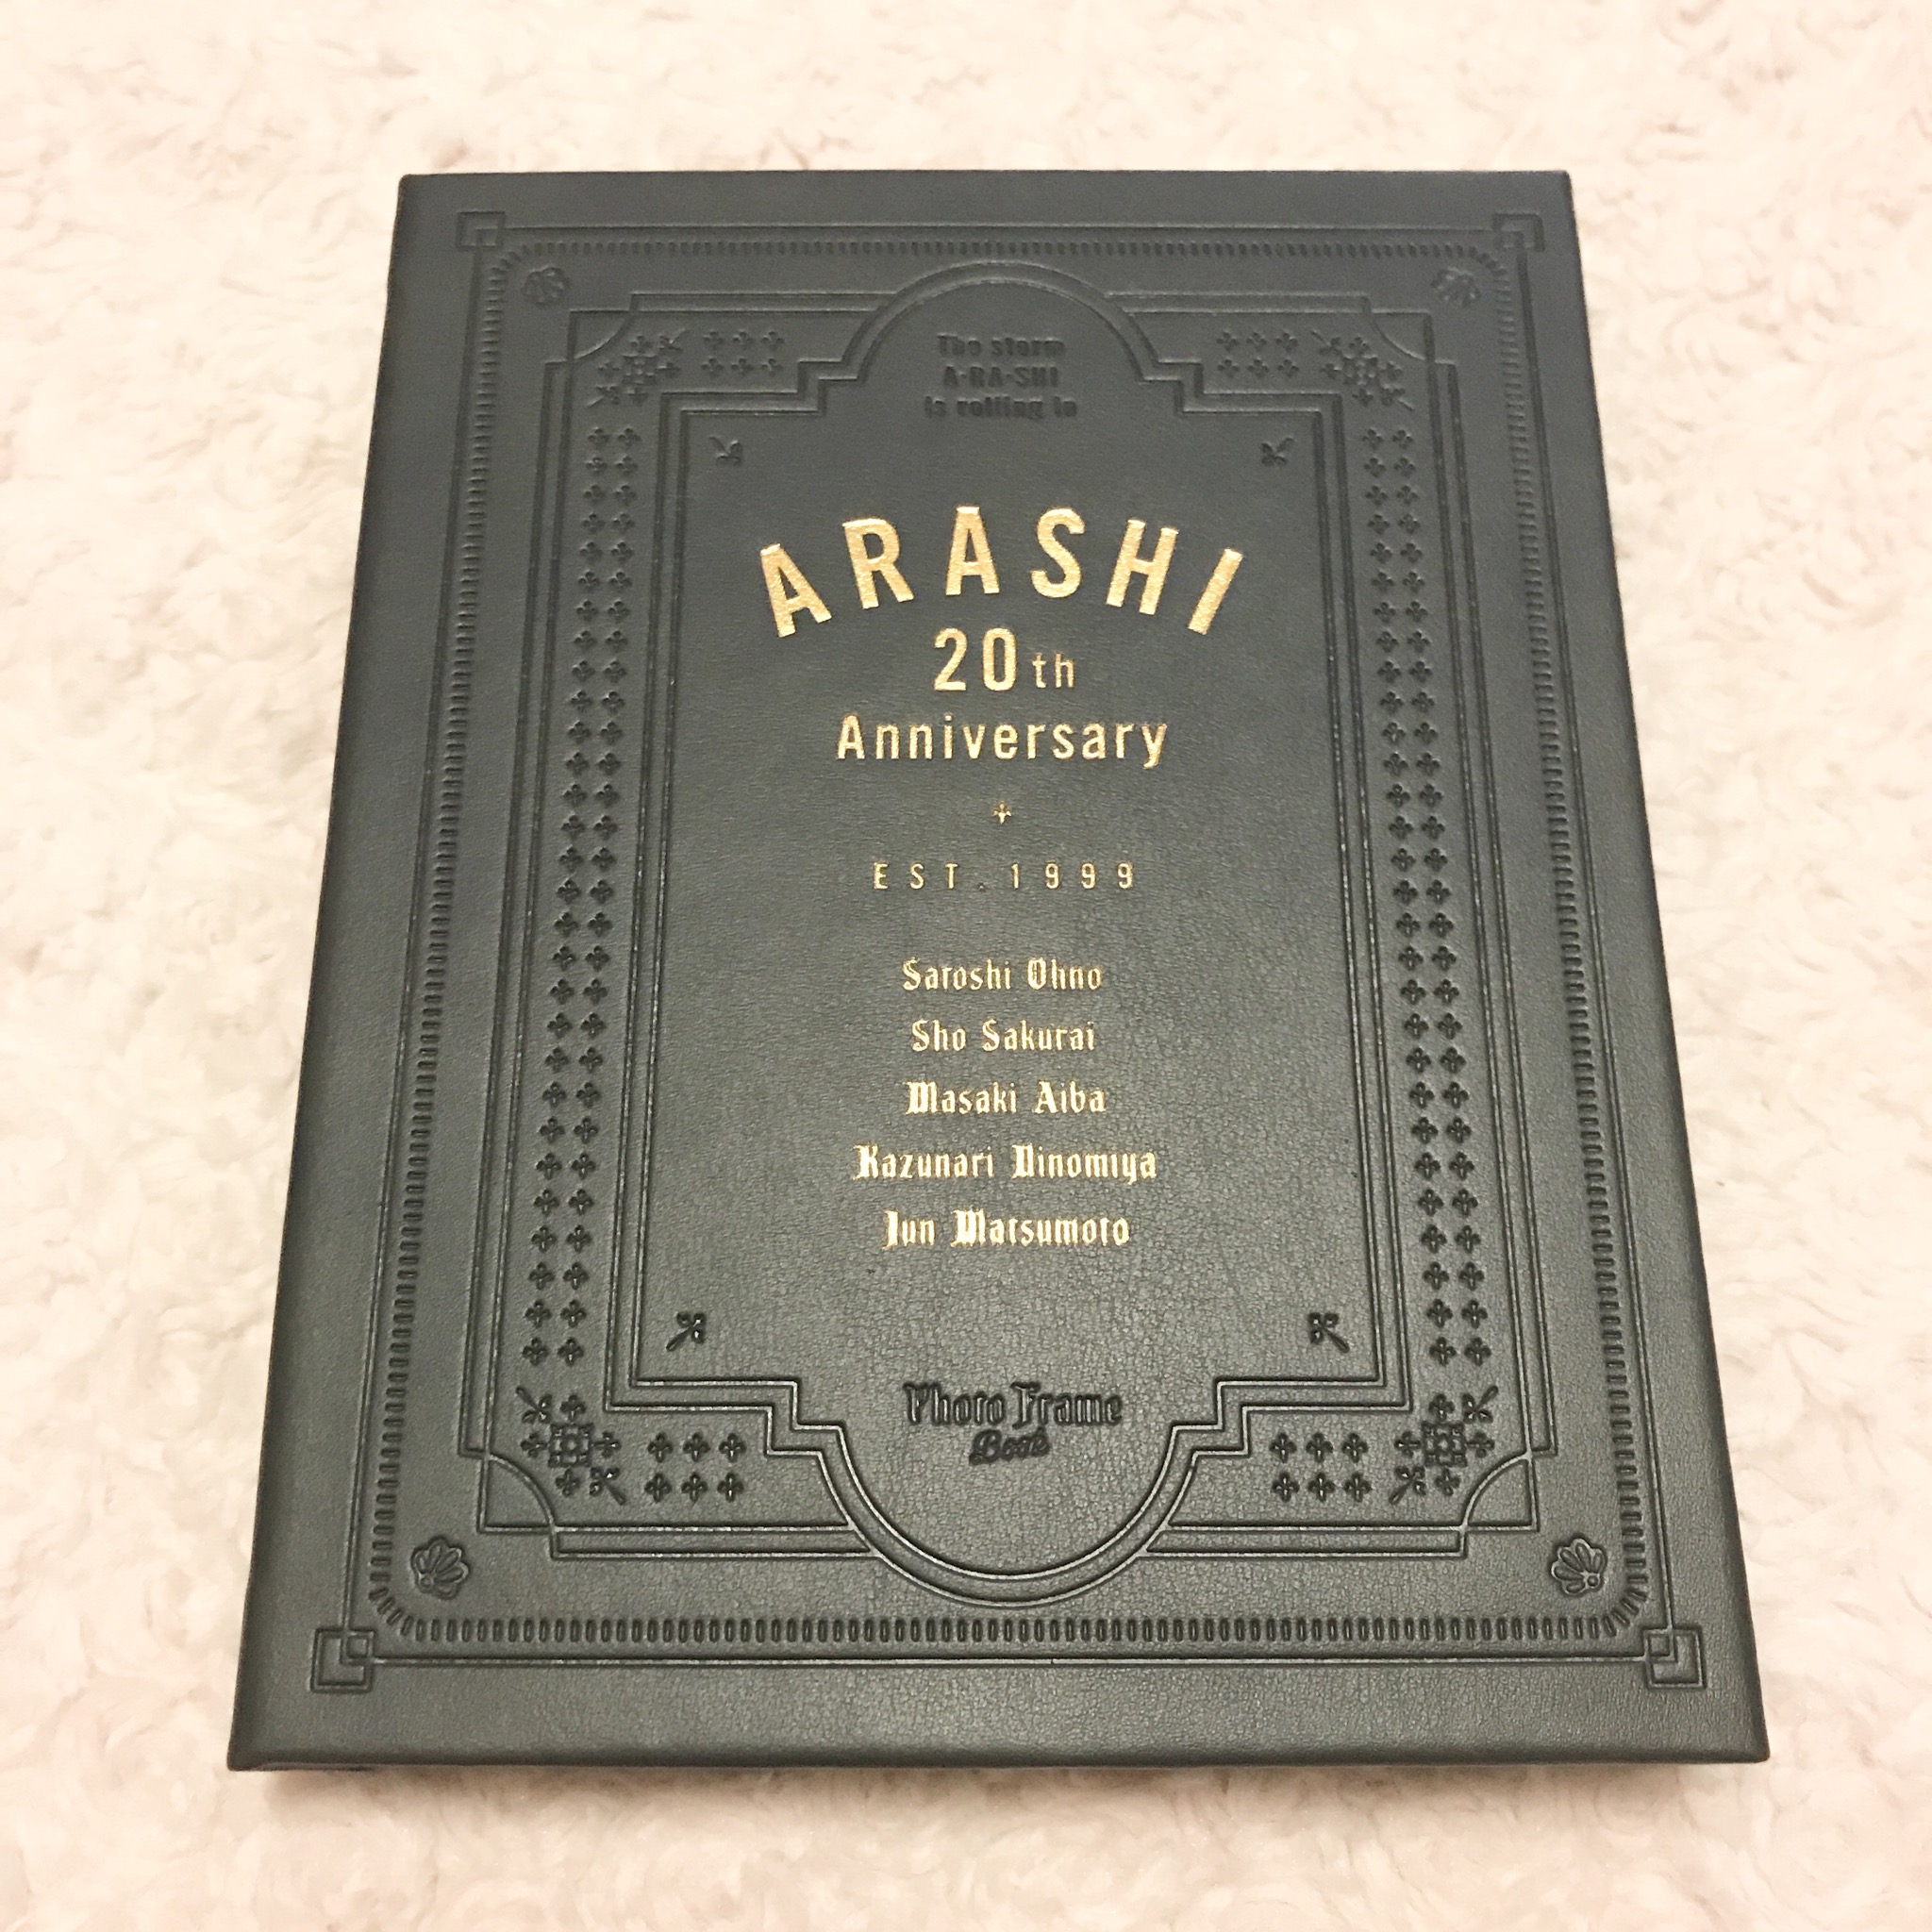 The storm
A·RA·SHI
is rolling in
ARASHI
20th
Anniversary
EST.1999
Satoshi Ohno
Sho Sakurai
Masaki Aiba
Kazunari Ninomiya
Jun Matsumoto
Photo Frame
Book